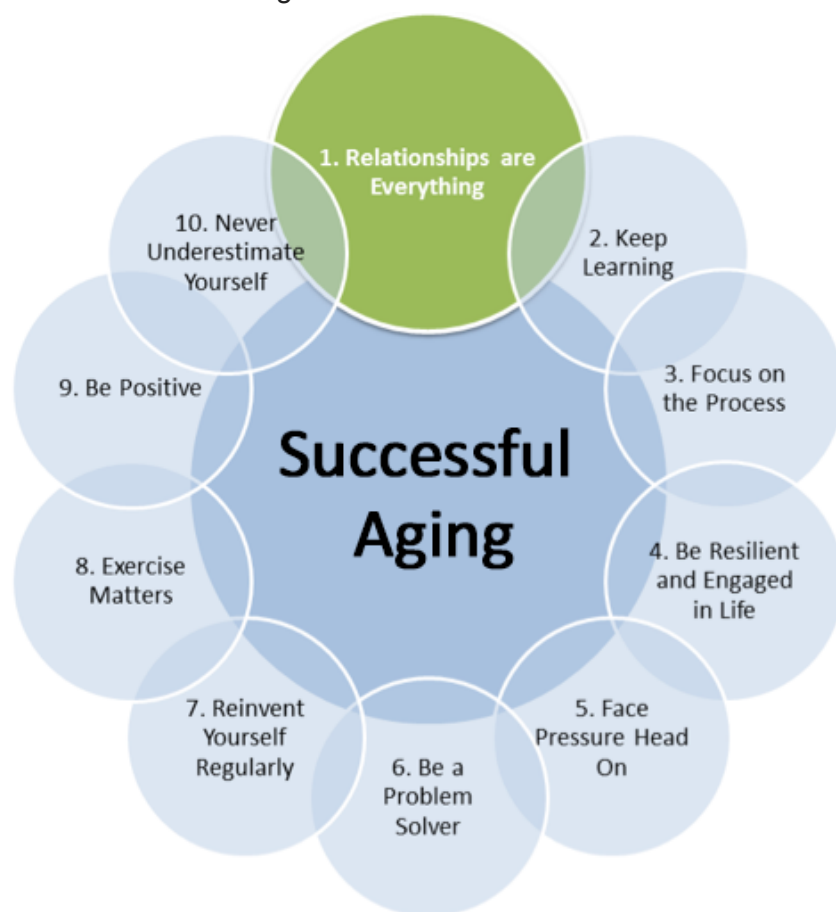 1. Relationships are
Everything
2. Keep
Learning
3. Focus on
the Process
4. Be Resilient
and Engaged
in Life
5. Face
Pressure Head
On
6. Be a
Problem
Solver
7. Reinvent
Yourself
Regularly
8. Exercise
Matters
9. Be Positive
10. Never
Underestimate
Yourself
Successful
Aging